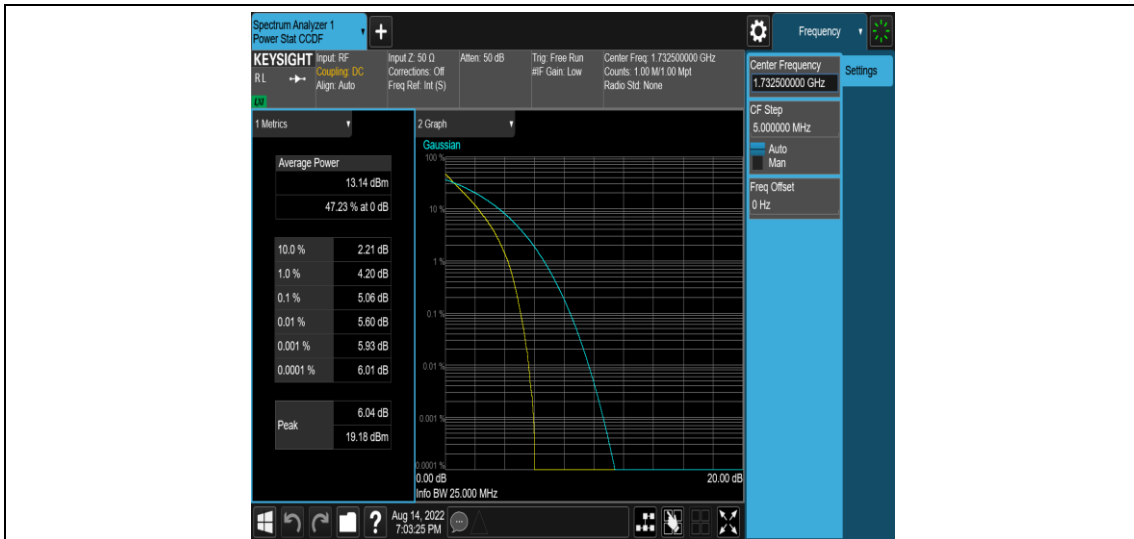 Spectrum Analyzer 1
Power Stat CCDF
+
Frequency
KEYSIGHT
RL
LXI
Input: RF
Coupling: DC
Align: Auto
Input Z: 50 Ω
Corrections: Off
Freq Ref: Int (S)
Atten: 50 dB
Trig: Free Run
#IF Gain: Low
Center Freq: 1.732500000 GHz
Counts: 1.00 M/1.00 Mpt
Radio Std: None
Center Frequency
1.732500000 GHz
Settings
CF Step
5.000000 MHz
Auto
Man
Freq Offset
0 Hz
1 Metrics
Average Power
13.14 dBm
47.23 % at 0 dB
10.0 % 2.21 dB
1.0 % 4.20 dB
0.1 % 5.06 dB
0.01 % 5.60 dB
0.001 % 5.93 dB
0.0001 % 6.01 dB
Peak
6.04 dB
19.18 dBm
2 Graph
Gaussian
100 %
10 %
1 %
0.1 %
0.01 %
0.001 %
0.0001 %
0.00 dB 20.00 dB
Info BW 25.000 MHz
?
Aug 14, 2022
7:03:25 PM